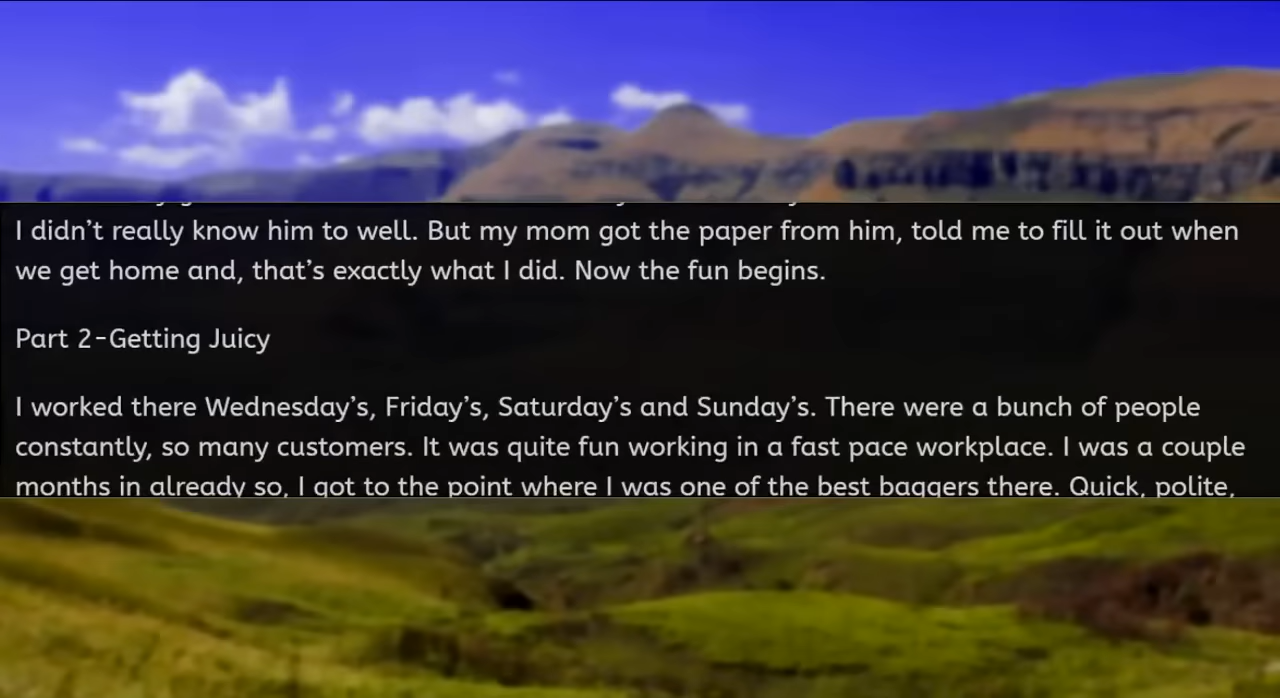 I didn’t really know him to well. But my mom got the paper from him, told me to fill it out when
we get home and, that’s exactly what I did. Now the fun begins.
Part 2-Getting Juicy
I worked there Wednesday’s, Friday’s, Saturday’s and Sunday’s. There were a bunch of people
constantly, so many customers. It was quite fun working in a fast pace workplace. I was a couple
months in already so, I got to the point where I was one of the best baggers there. Quick, polite,